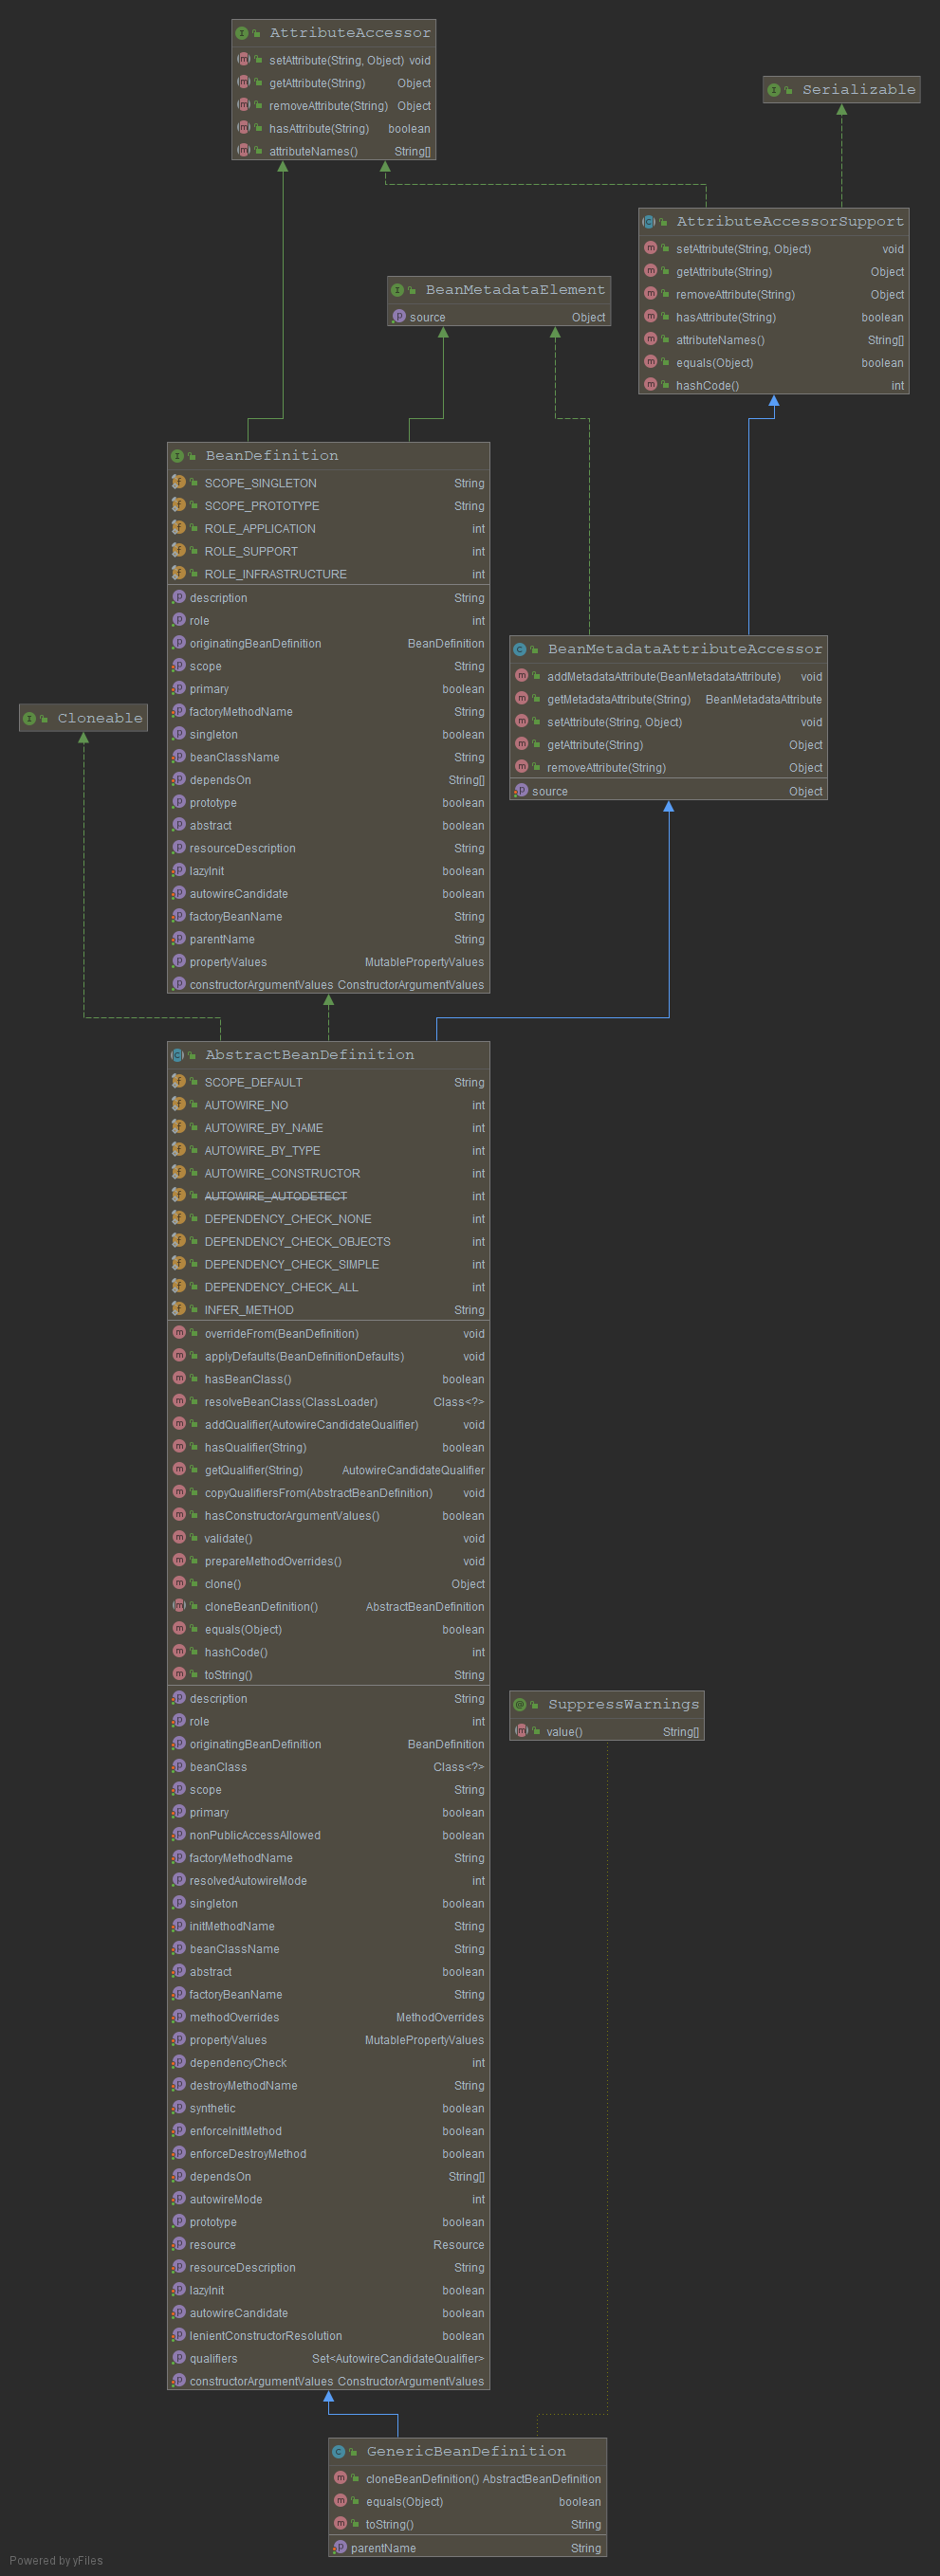 AttributeAccessor
setAttribute(String, Object) void
getAttribute(String) Object
removeAttribute(String) Object
hasAttribute(String) boolean
attributeNames() String[]
Serializable
AttributeAccessorSupport
setAttribute(String, Object) void
getAttribute(String) Object
removeAttribute(String) Object
hasAttribute(String) boolean
attributeNames() String[]
equals(Object) boolean
hashCode() int
BeanMetadataElement
source Object
BeanDefinition
SCOPE_SINGLETON String
SCOPE_PROTOTYPE String
ROLE_APPLICATION int
ROLE_SUPPORT int
ROLE_INFRASTRUCTURE int
description String
role int
originatingBeanDefinition BeanDefinition
scope String
primary boolean
factoryMethodName String
singleton boolean
beanClassName String
dependsOn String[]
prototype boolean
abstract boolean
resourceDescription String
lazyInit boolean
autowireCandidate boolean
factoryBeanName String
parentName String
propertyValues MutablePropertyValues
constructorArgumentValues ConstructorArgumentValues
BeanMetadataAttributeAccessor
addMetadataAttribute(BeanMetadataAttribute) void
getMetadataAttribute(String) BeanMetadataAttribute
setAttribute(String, Object) void
getAttribute(String) Object
removeAttribute(String) Object
source Object
Cloneable
AbstractBeanDefinition
SCOPE_DEFAULT String
AUTOWIRE_NO int
AUTOWIRE_BY_NAME int
AUTOWIRE_BY_TYPE int
AUTOWIRE_CONSTRUCTOR int
AUTOWIRE_AUTODETECT int
DEPENDENCY_CHECK_NONE int
DEPENDENCY_CHECK_OBJECTS int
DEPENDENCY_CHECK_SIMPLE int
DEPENDENCY_CHECK_ALL int
INFER_METHOD String
overrideFrom(BeanDefinition) void
applyDefaults(BeanDefinitionDefaults) void
hasBeanClass() boolean
resolveBeanClass(ClassLoader) Class<?>
addQualifier(AutowireCandidateQualifier) void
hasQualifier(String) boolean
getQualifier(String) AutowireCandidateQualifier
copyQualifiersFrom(AbstractBeanDefinition) void
hasConstructorArgumentValues() boolean
validate() void
prepareMethodOverrides() void
clone() Object
cloneBeanDefinition() AbstractBeanDefinition
equals(Object) boolean
hashCode() int
toString() String
description String
role int
originatingBeanDefinition BeanDefinition
beanClass Class<?>
scope String
primary boolean
nonPublicAccessAllowed boolean
factoryMethodName String
resolvedAutowireMode int
singleton boolean
initMethodName String
beanClassName String
abstract boolean
factoryBeanName String
methodOverrides MethodOverrides
propertyValues MutablePropertyValues
dependencyCheck int
destroyMethodName String
synthetic boolean
enforceInitMethod boolean
enforceDestroyMethod boolean
dependsOn String[]
autowireMode int
prototype boolean
resource Resource
resourceDescription String
lazyInit boolean
autowireCandidate boolean
lenientConstructorResolution boolean
qualifiers Set<AutowireCandidateQualifier>
constructorArgumentValues ConstructorArgumentValues
SuppressWarnings
value() String[]
GenericBeanDefinition
cloneBeanDefinition() AbstractBeanDefinition
equals(Object) boolean
toString() String
parentName String
Powered by yFiles